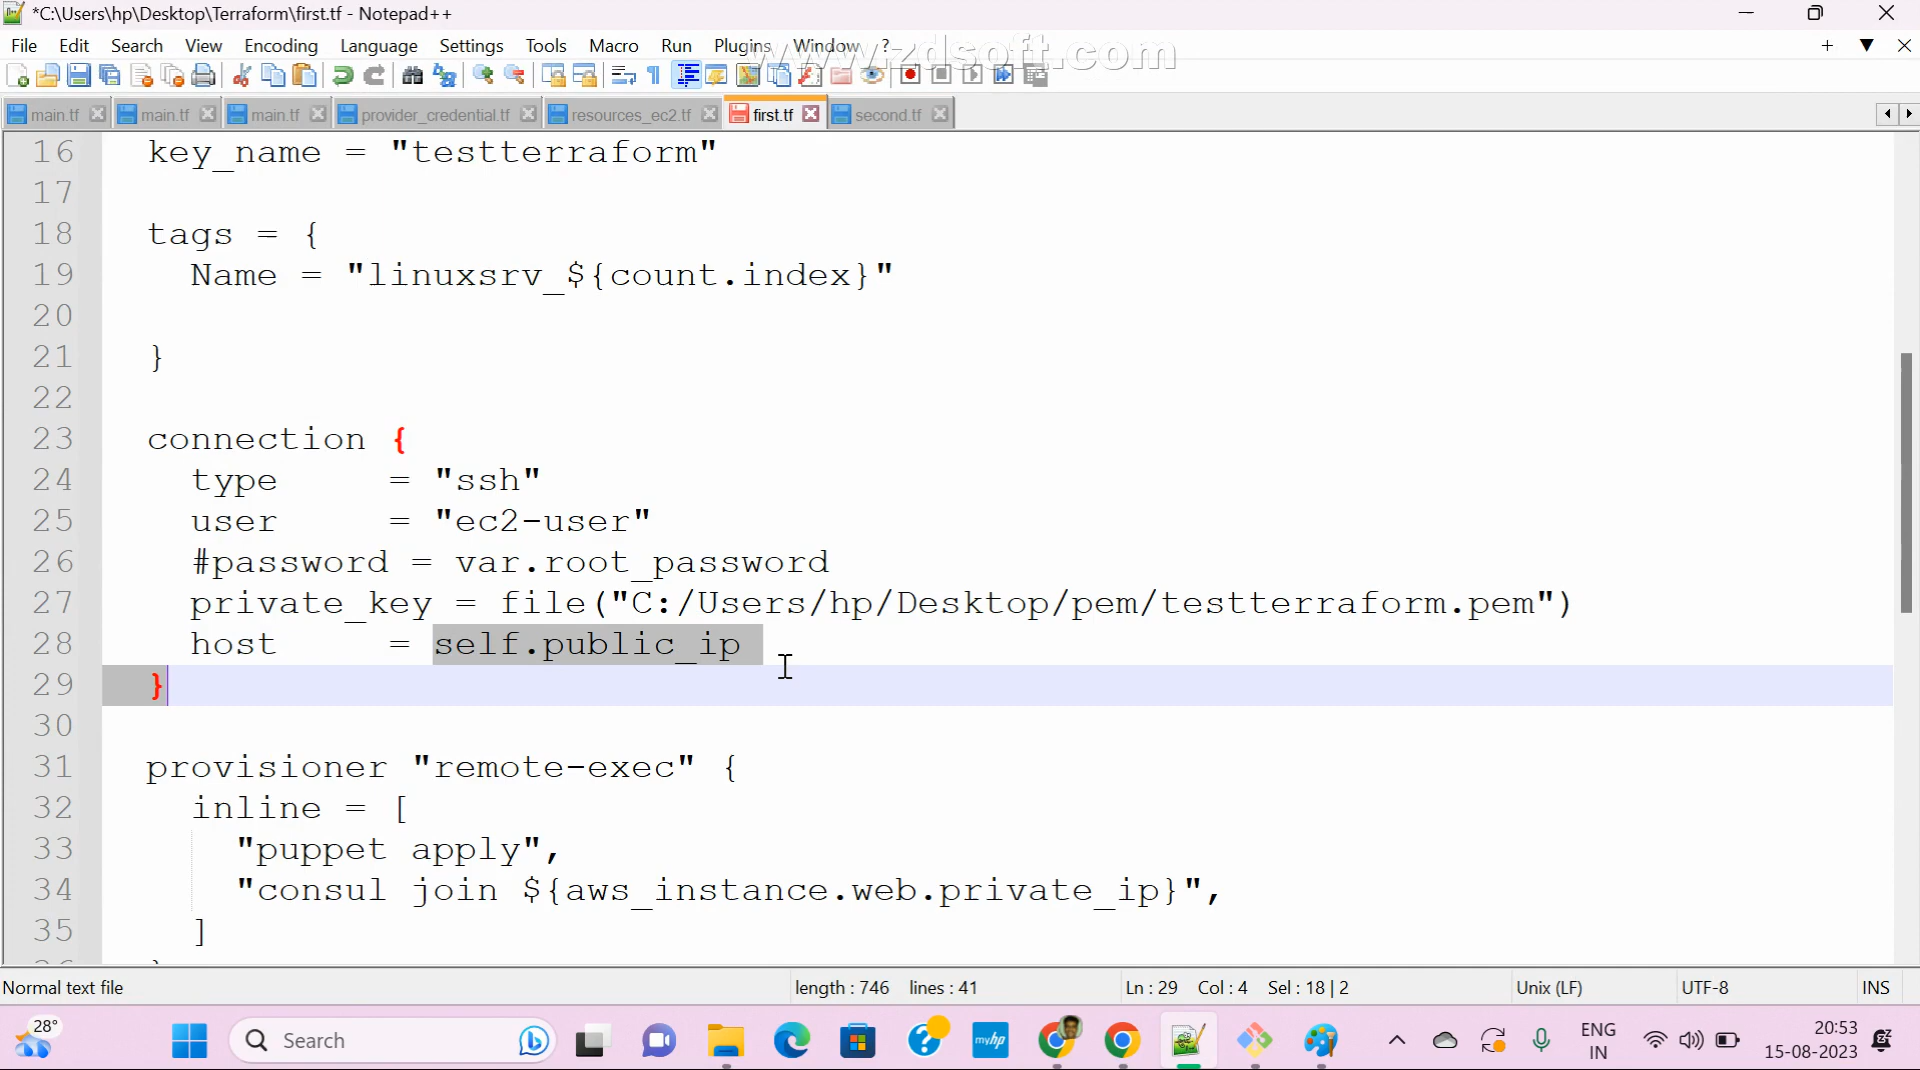 *C:\Users\hp\Desktop\Terraform\first.tf - Notepad++
File Edit Search View Encoding Language Settings Tools Macro Run Plugins Window ?
www.zdsoft.com
main.tf main.tf main.tf provider_credential.tf resources_ec2.tf first.tf second.tf
16 key_name = "testterraform"
17
18 tags = {
19 Name = "linuxsrv_${count.index}"
20
21 }
22
23 connection {
24 type = "ssh"
25 user = "ec2-user"
26 #password = var.root_password
27 private_key = file("C:/Users/hp/Desktop/pem/testterraform.pem")
28 host = self.public_ip
29 }
30
31 provisioner "remote-exec" {
32 inline = [
33 "puppet apply",
34 "consul join ${aws_instance.web.private_ip}",
35 ]
Normal text file length : 746 lines : 41 Ln : 29 Col : 4 Sel : 18 | 2 Unix (LF) UTF-8 INS
28° Search myhp ENG 20:53
IN 15-08-2023